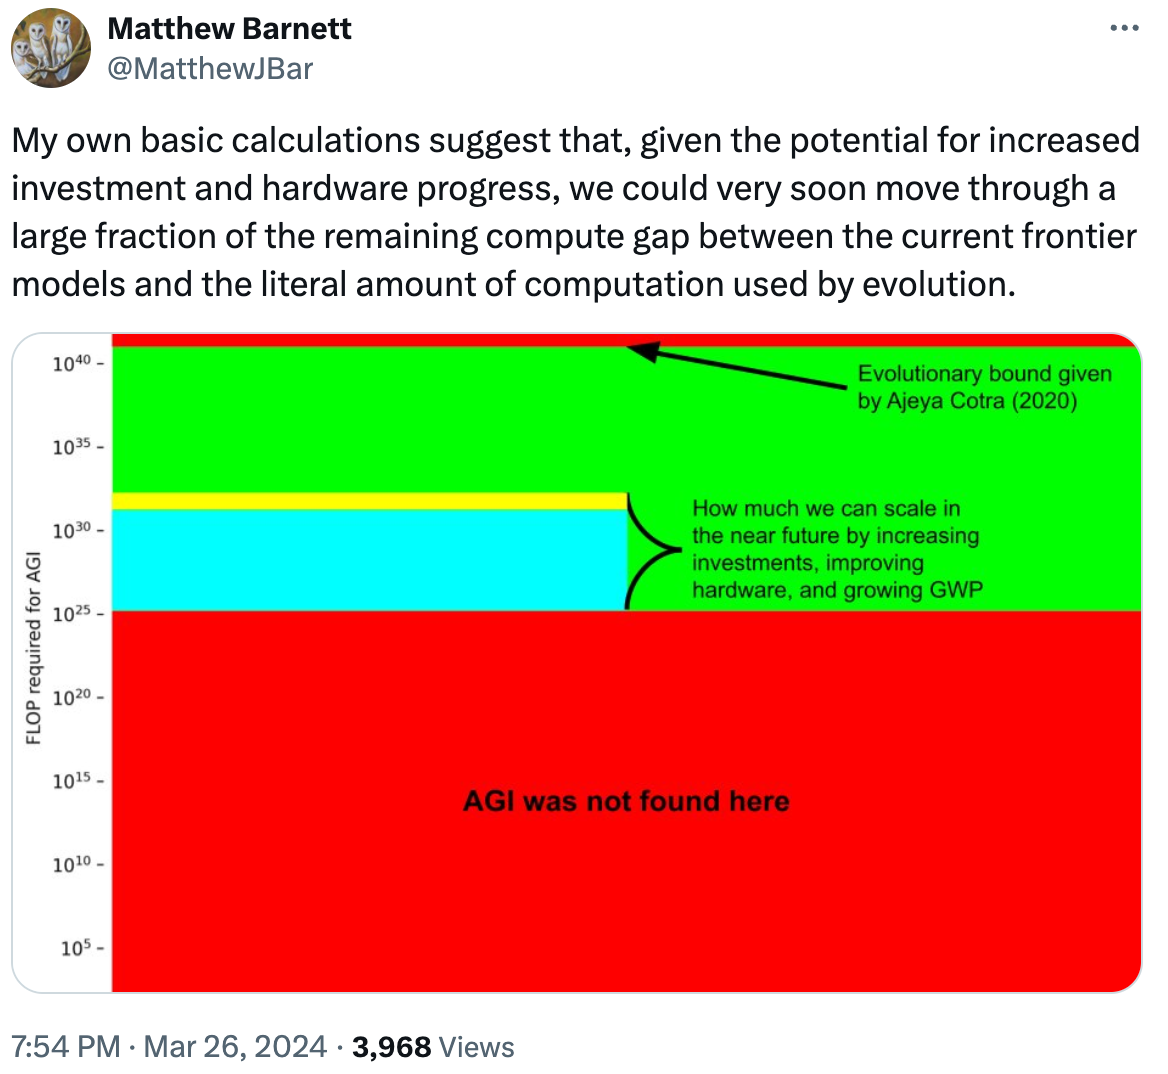 Matthew Barnett
@MatthewJBar
My own basic calculations suggest that, given the potential for increased
investment and hardware progress, we could very soon move through a
large fraction of the remaining compute gap between the current frontier
models and the literal amount of computation used by evolution.
FLOP required for AGI
10⁴⁰
10³⁵
10³⁰
10²⁵
10²⁰
10¹⁵
10¹⁰
10⁵
Evolutionary bound given
by Ajeya Cotra (2020)
How much we can scale in
the near future by increasing
investments, improving
hardware, and growing GWP
AGI was not found here
7:54 PM · Mar 26, 2024 · 3,968 Views